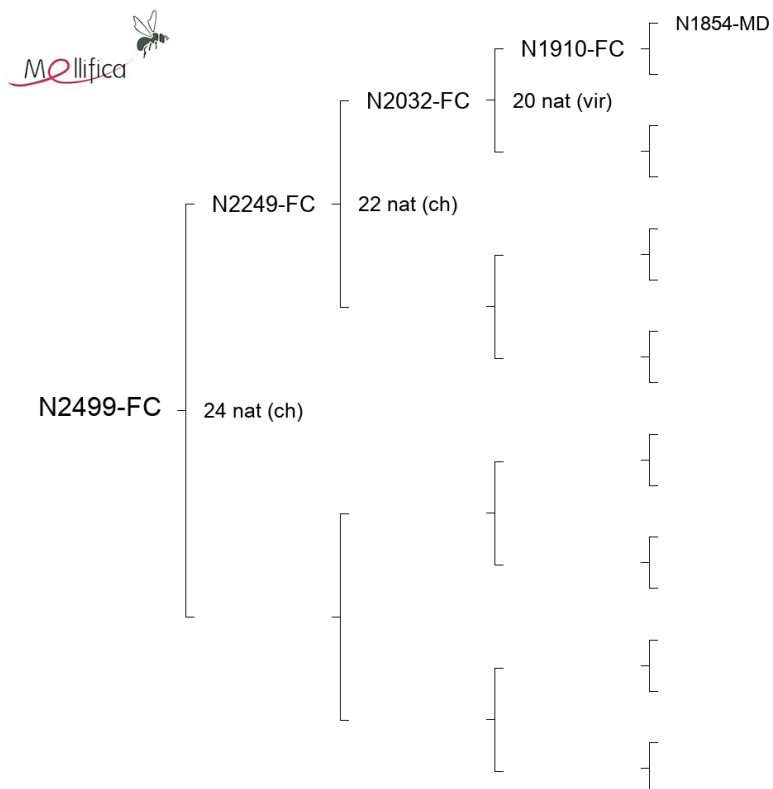 Mellifica
N1854-MD
N1910-FC
N2032-FC
20 nat (vir)
N2249-FC
22 nat (ch)
N2499-FC
24 nat (ch)